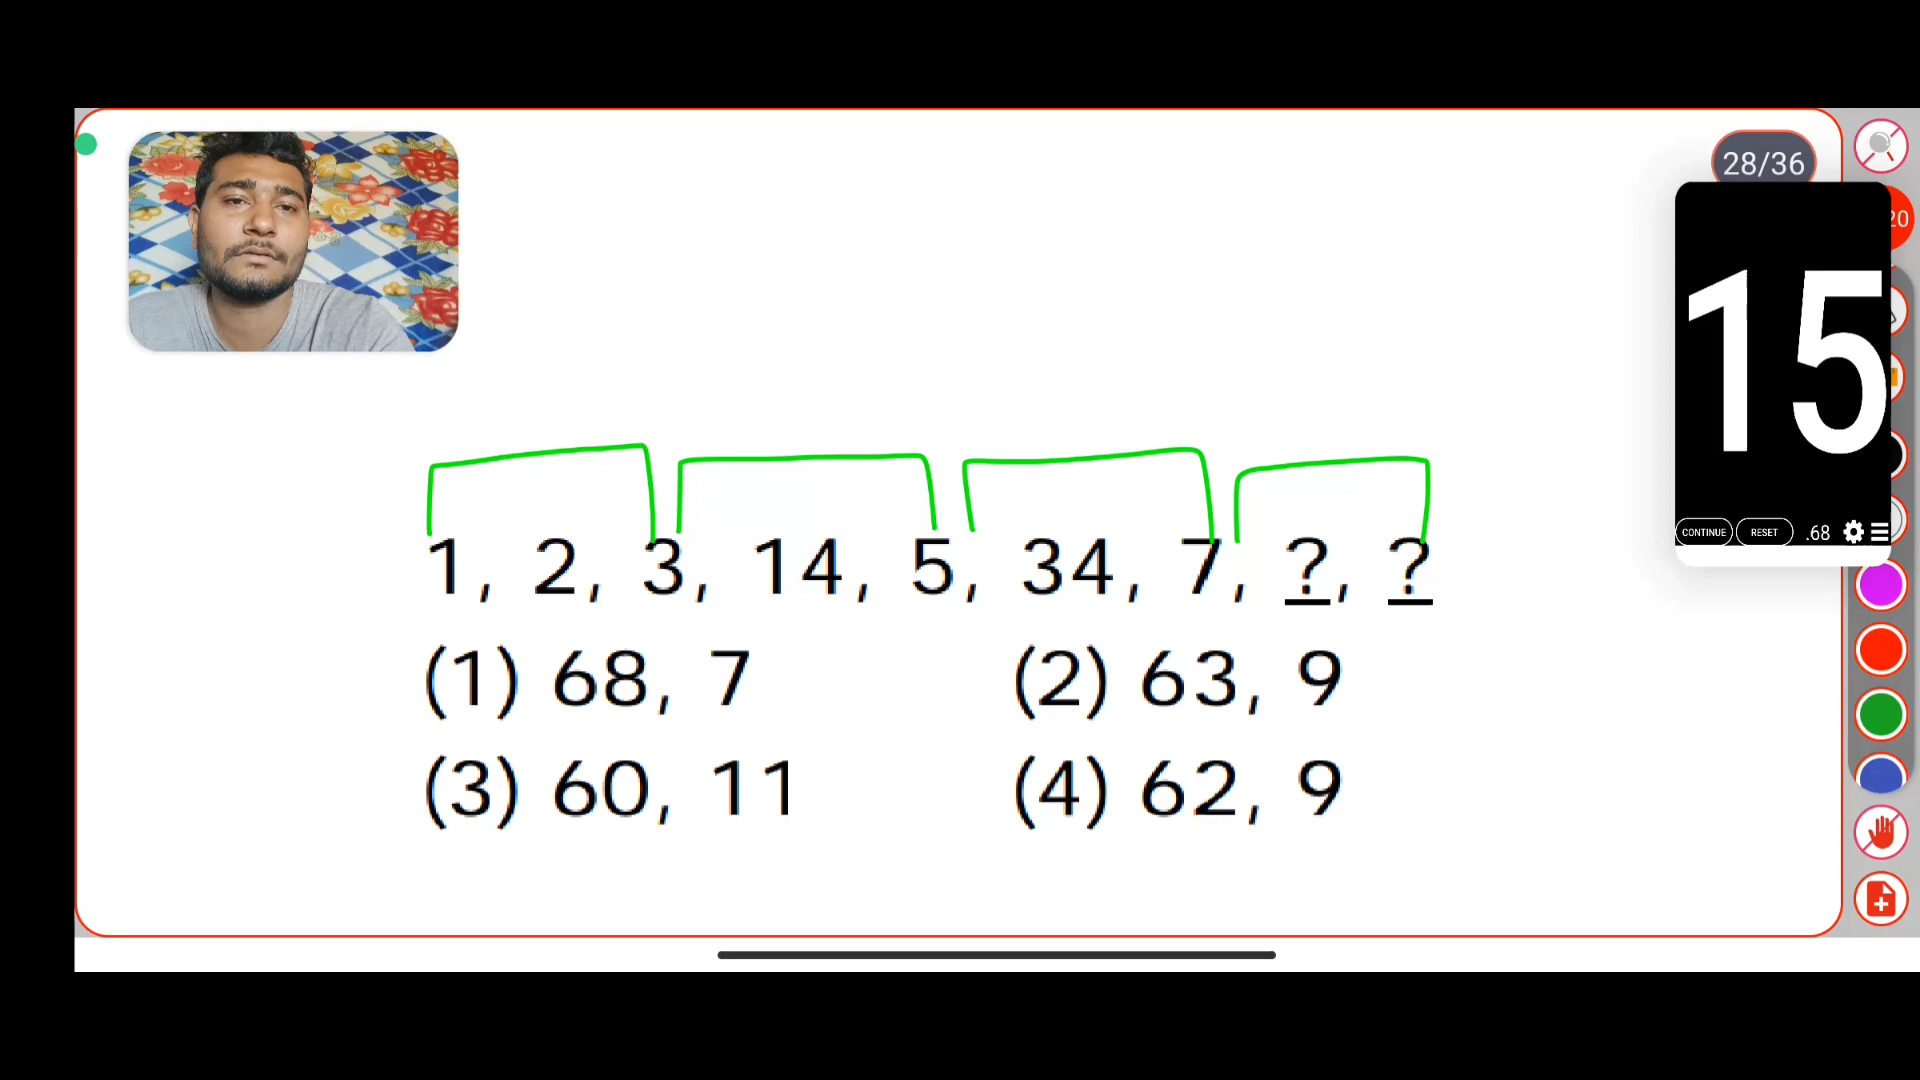 28/36
20
15
CONTINUE RESET .68
1, 2, 3, 14, 5, 34, 7, ?, ?
(1) 68, 7 (2) 63, 9
(3) 60, 11 (4) 62, 9